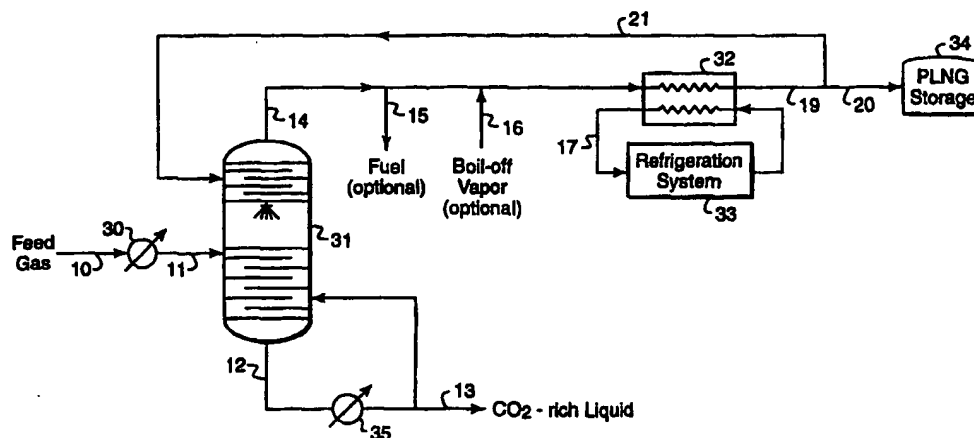 21
34
32
PLNG
Storage
14
15
16
19
20
17
Fuel
(optional)
Boil-off
Vapor
(optional)
Refrigeration
System
33
30
31
Feed
Gas
10
11
12
13
CO2 - rich Liquid
35